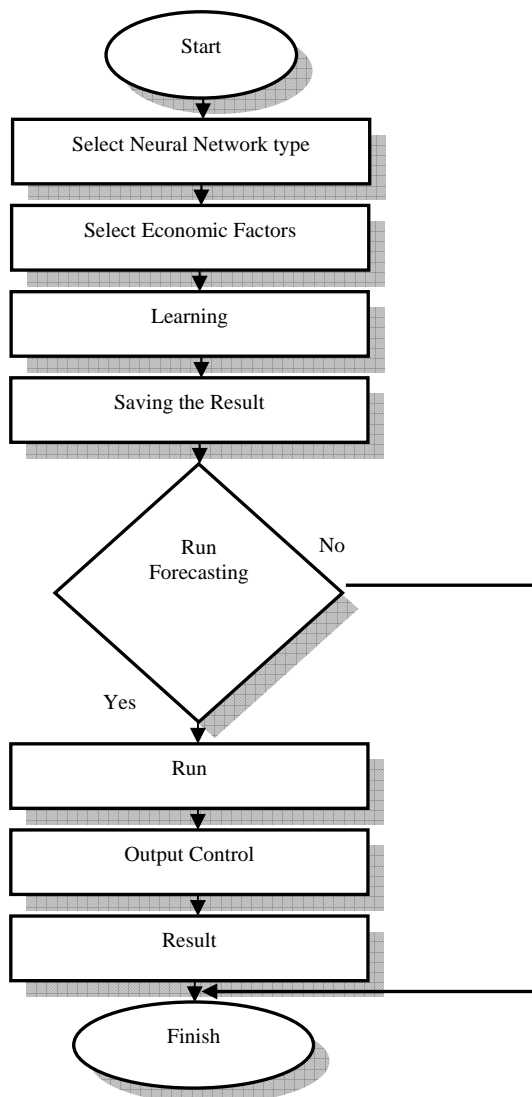 Start
Select Neural Network type
Select Economic Factors
Learning
Saving the Result
Run
Forecasting
No
Yes
Run
Output Control
Result
Finish